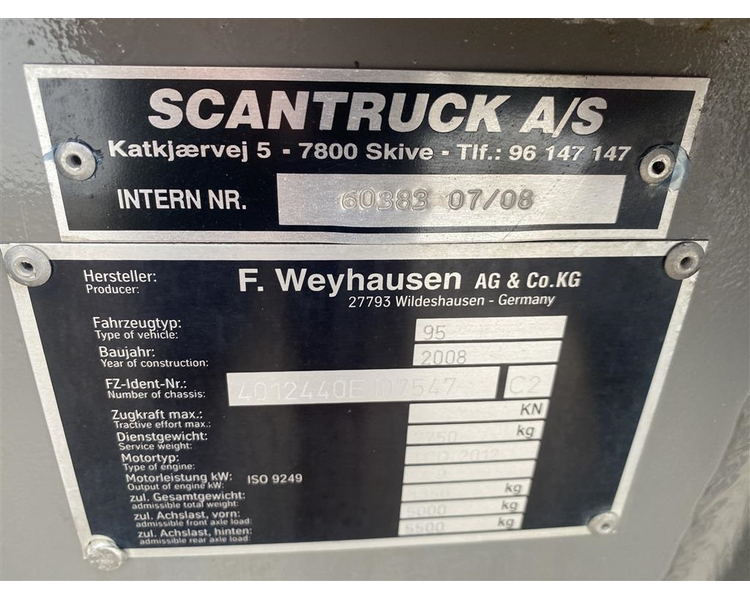 SCANTRUCK A/S
Katkjærvej 5 - 7800 Skive - Tlf.: 96 147 147
INTERN NR. 60383 07/08
Hersteller: F. Weyhausen AG & Co.KG
Producer: 27793 Wildeshausen - Germany
Fahrzeugtyp: 95
Type of vehicle:
Baujahr: 2008
Year of construction:
FZ-Ident-Nr.: C2
Number of chassis:
Zugkraft max.: KN
Tractive effort max.:
Dienstgewicht: kg
Service weight:
Motortyp:
Type of engine:
Motorleistung kW: ISO 9249
Output of engine kW:
zul. Gesamtgewicht: kg
admissible total weight:
zul. Achslast, vorn: 5000 kg
admissible front axle load:
zul. Achslast, hinten: 5500 kg
admissible rear axle load: